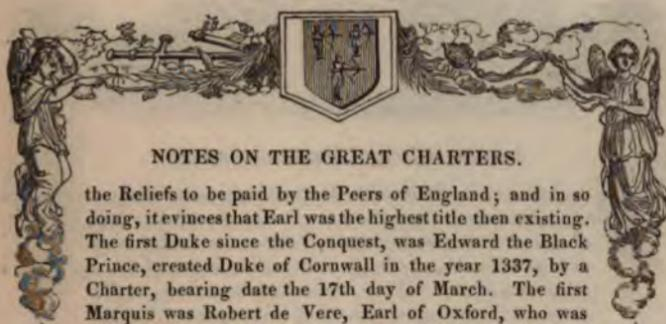 NOTES ON THE GREAT CHARTERS.
the Reliefs to be paid by the Peers of England; and in so
doing, it evinces that Earl was the highest title then existing.
The first Duke since the Conquest, was Edward the Black
Prince, created Duke of Cornwall in the year 1337, by a
Charter, bearing date the 17th day of March. The first
Marquis was Robert de Vere, Earl of Oxford, who was